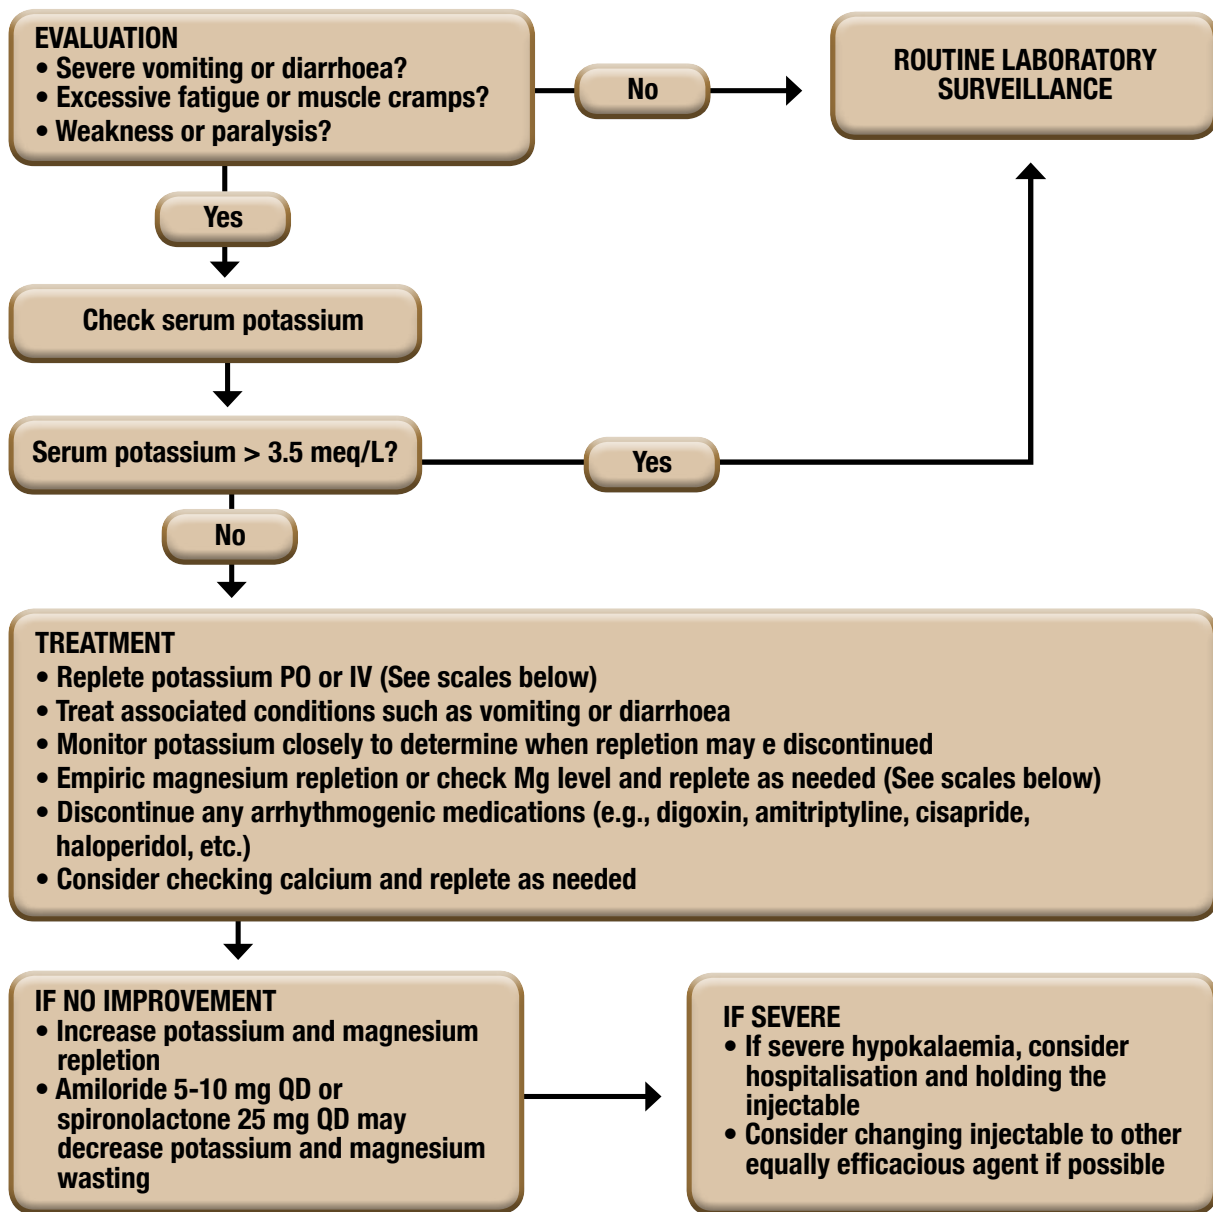 EVALUATION
• Severe vomiting or diarrhoea?
• Excessive fatigue or muscle cramps?
• Weakness or paralysis?
No
ROUTINE LABORATORY
SURVEILLANCE
Yes
Check serum potassium
Serum potassium > 3.5 meq/L?
Yes
No
TREATMENT
• Replete potassium PO or IV (See scales below)
• Treat associated conditions such as vomiting or diarrhoea
• Monitor potassium closely to determine when repletion may e discontinued
• Empiric magnesium repletion or check Mg level and replete as needed (See scales below)
• Discontinue any arrhythmogenic medications (e.g., digoxin, amitriptyline, cisapride,
haloperidol, etc.)
• Consider checking calcium and replete as needed
IF NO IMPROVEMENT
• Increase potassium and magnesium
repletion
• Amiloride 5-10 mg QD or
spironolactone 25 mg QD may
decrease potassium and magnesium
wasting
IF SEVERE
• If severe hypokalaemia, consider
hospitalisation and holding the
injectable
• Consider changing injectable to other
equally efficacious agent if possible